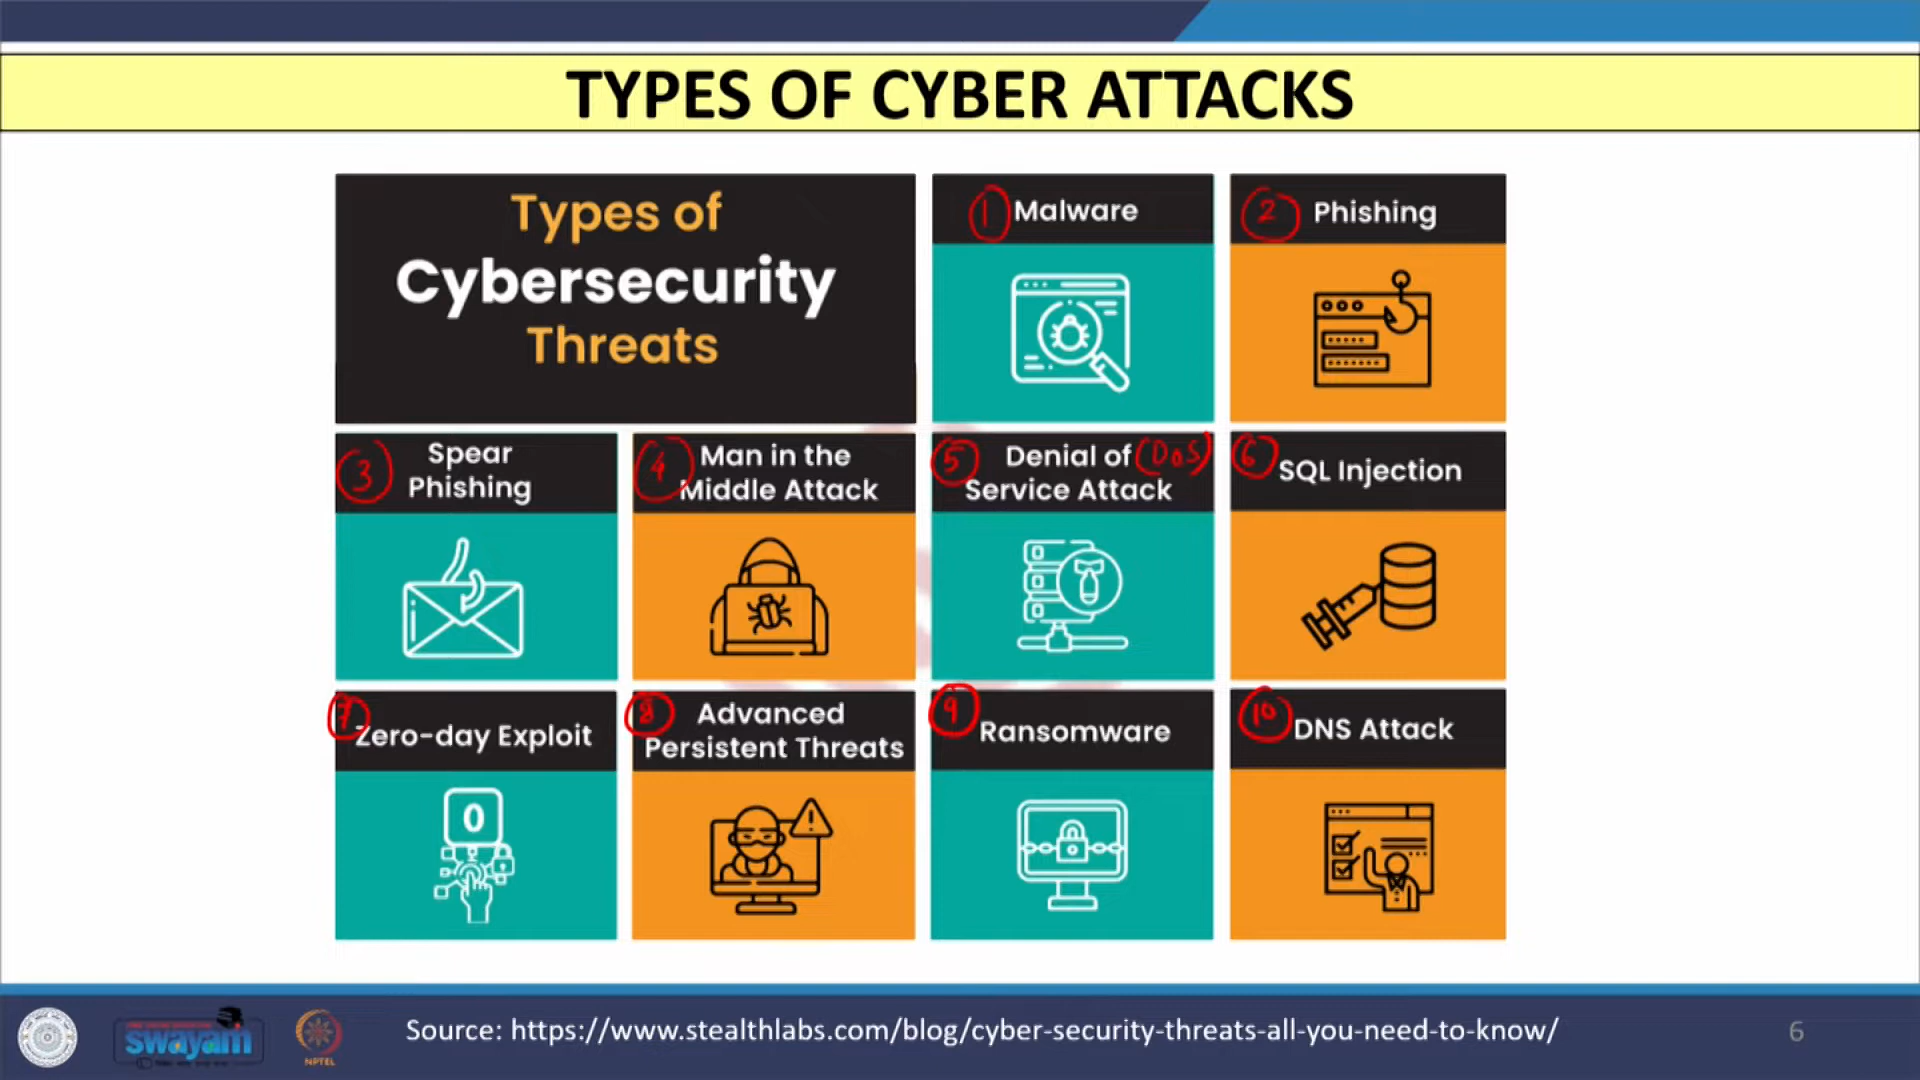 TYPES OF CYBER ATTACKS
Types of
Cybersecurity
Threats
1 Malware
2 Phishing
3 Spear
Phishing
4 Man in the
Middle Attack
5 Denial of (DoS)
Service Attack
6 SQL Injection
7 Zero-day Exploit
0
8 Advanced
Persistent Threats
9 Ransomware
10 DNS Attack
swayam
NPTEL
Source: https://www.stealthlabs.com/blog/cyber-security-threats-all-you-need-to-know/
6